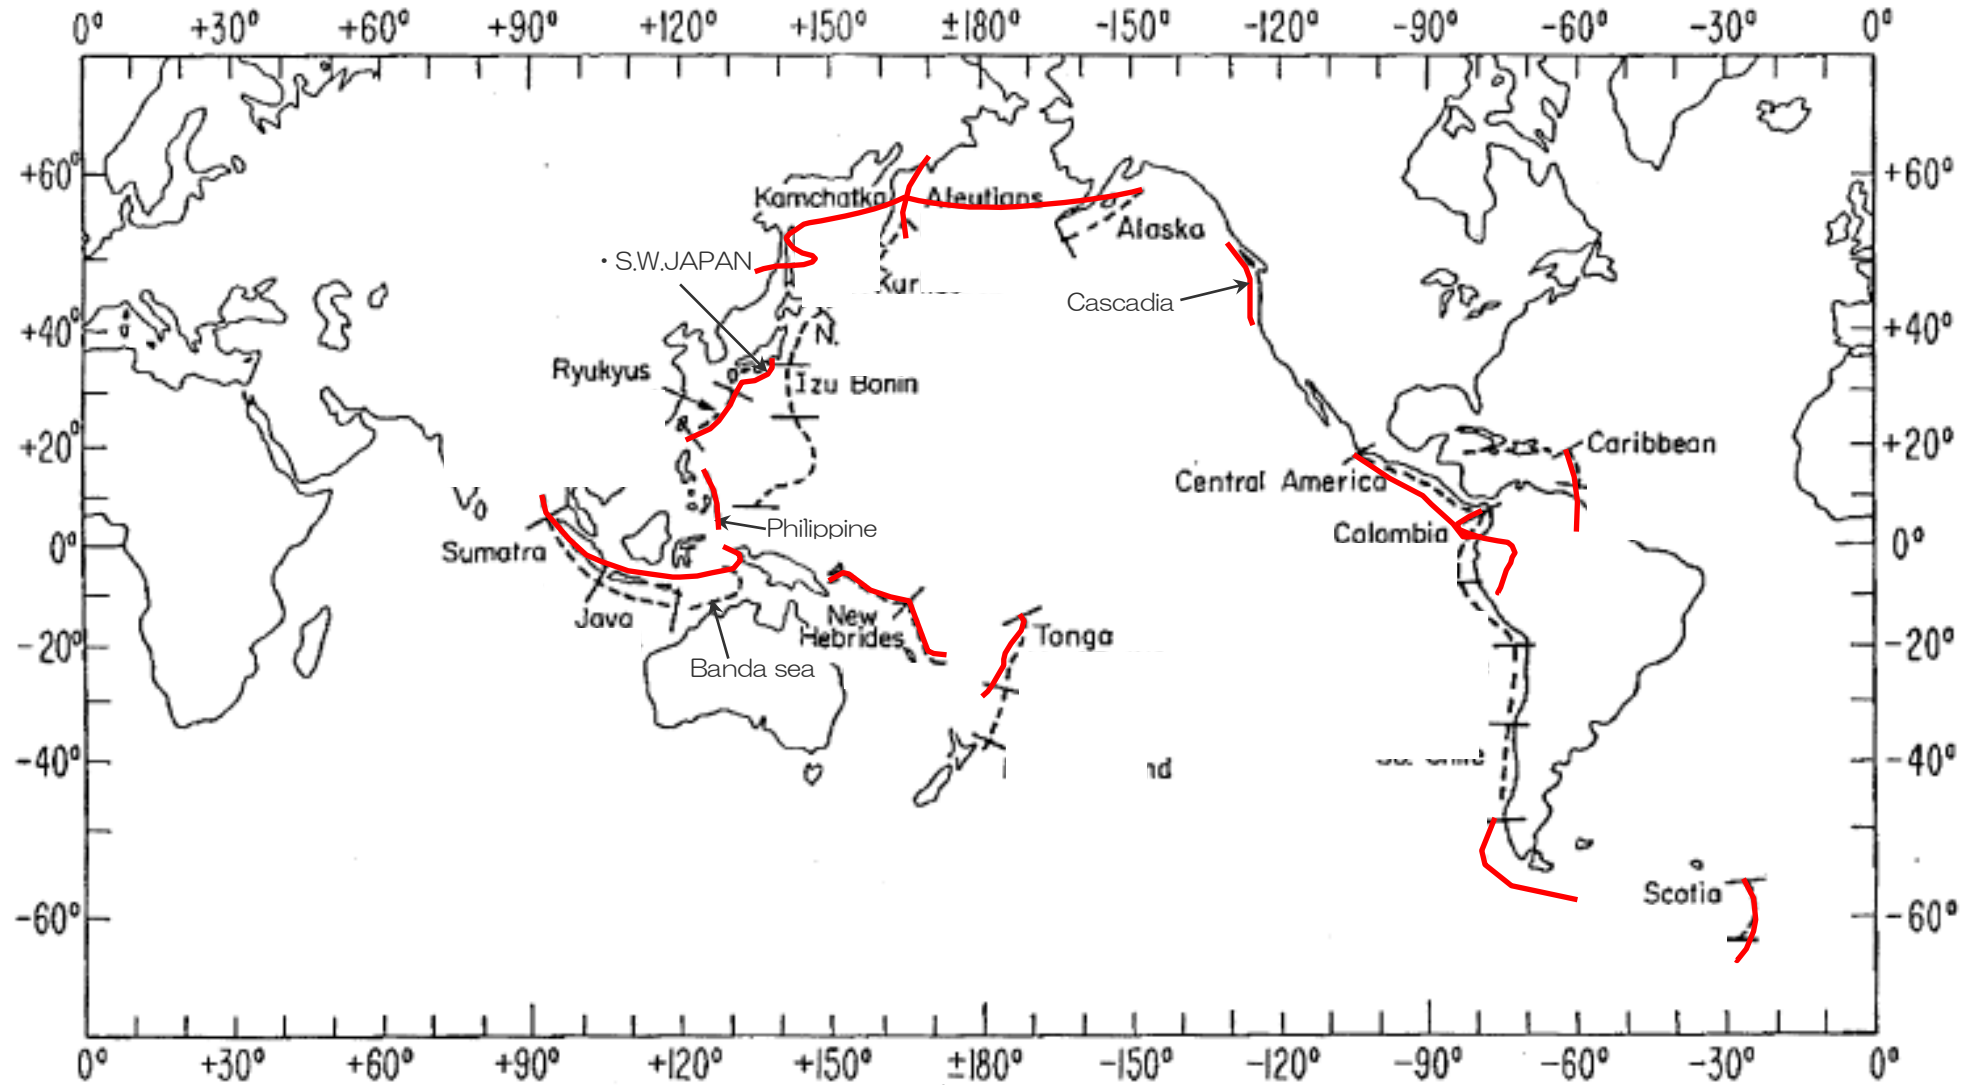 0° +30° +60° +90° +120° +150° ±180° -150° -120° -90° -60° -30° 0°
+60° +60°
Kamchatka Aleutians
Alaska
• S.W.JAPAN
Cascadia
+40° +40°
N.
Ryukyus
Izu Bonin
+20° +20°
Caribbean
Central America
Philippine
Colombia
0° 0°
Sumatra
Java
New
Hebrides
Tonga
-20° -20°
Banda sea
-40° -40°
nd
Scotia
-60° -60°
0° +30° +60° +90° +120° +150° ±180° -150° -120° -90° -60° -30° 0°